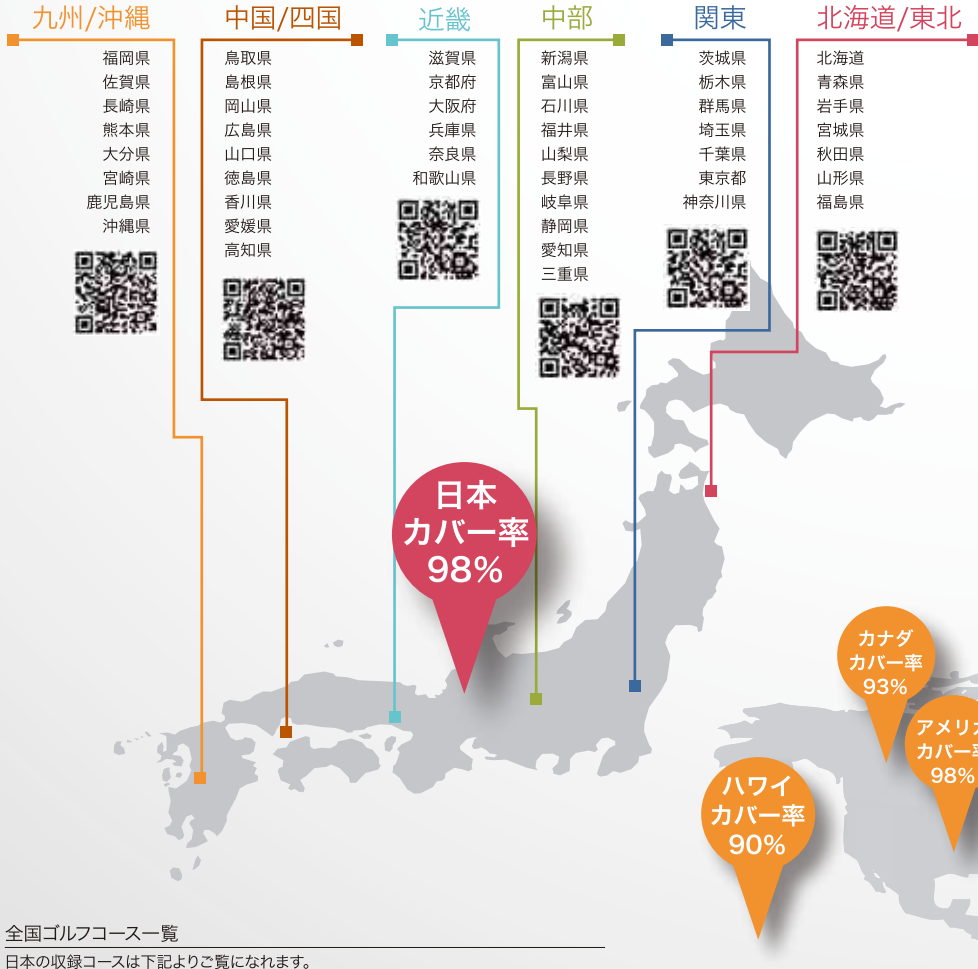 九州/沖縄
福岡県
佐賀県
長崎県
熊本県
大分県
宮崎県
鹿児島県
沖縄県
中国/四国
鳥取県
島根県
岡山県
広島県
山口県
徳島県
香川県
愛媛県
高知県
近畿
滋賀県
京都府
大阪府
兵庫県
奈良県
和歌山県
中部
新潟県
富山県
石川県
福井県
山梨県
長野県
岐阜県
静岡県
愛知県
三重県
関東
茨城県
栃木県
群馬県
埼玉県
千葉県
東京都
神奈川県
北海道/東北
北海道
青森県
岩手県
宮城県
秋田県
山形県
福島県
日本
カバー率
98%
カナダ
カバー率
93%
アメリカ
カバー率
98%
ハワイ
カバー率
90%
全国ゴルフコース一覧
日本の収録コースは下記よりご覧になれます。